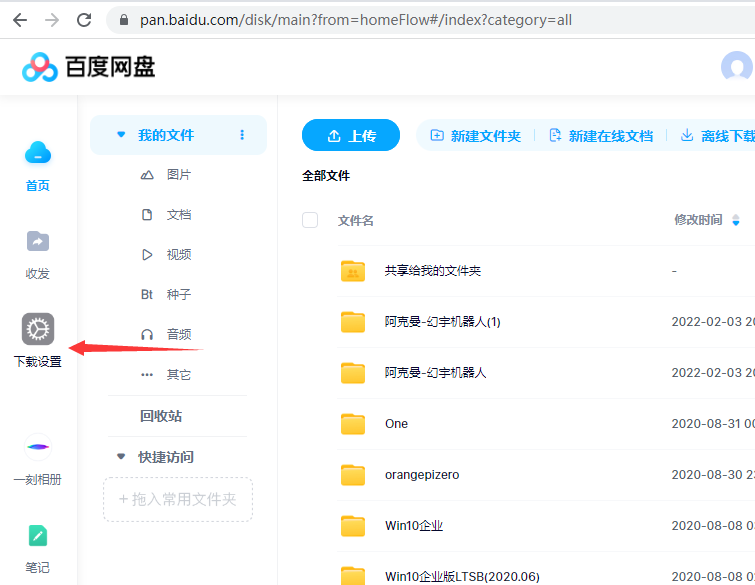 pan.baidu.com/disk/main?from=homeFlow#/index?category=all
百度网盘
首页
收发
下载设置
一刻相册
笔记
我的文件
图片
文档
视频
Bt 种子
音频
其它
回收站
快捷访问
+ 拖入常用文件夹
上传 新建文件夹 新建在线文档 离线下载
全部文件
文件名 修改时间
共享给我的文件夹 -
阿克曼-幻宇机器人(1) 2022-02-03 20
阿克曼-幻宇机器人 2022-02-03 20
One 2020-08-31 00
orangepizero 2020-08-30 23
Win10企业 2020-08-08 0
Win10企业版LTSB(2020.06) 2020-08-08 0